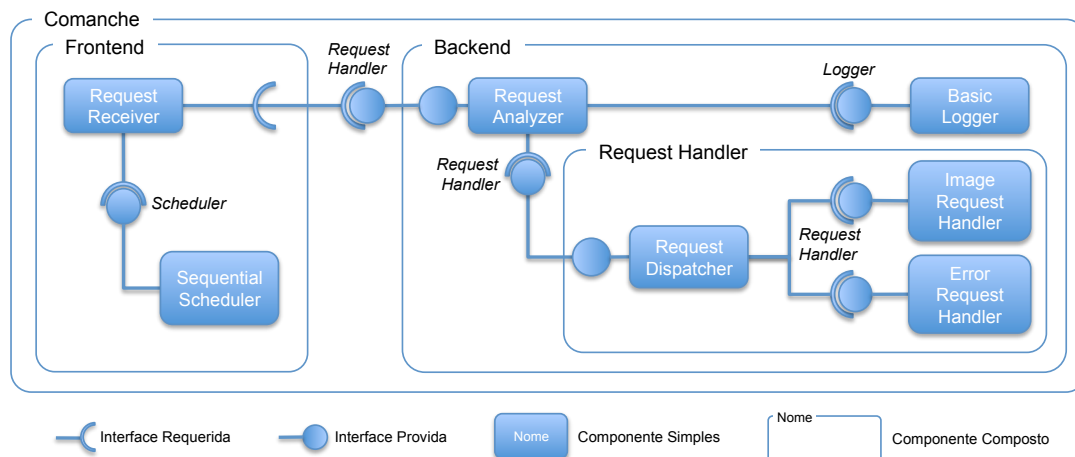 Comanche
Frontend
Request
Handler
Backend
Logger
Request
Receiver
Request
Analyzer
Basic
Logger
Request
Handler
Request Handler
Scheduler
Image
Request
Handler
Request
Dispatcher
Request
Handler
Sequential
Scheduler
Error
Request
Handler
Interface Requerida
Interface Provida
Nome
Componente Simples
Nome
Componente Composto